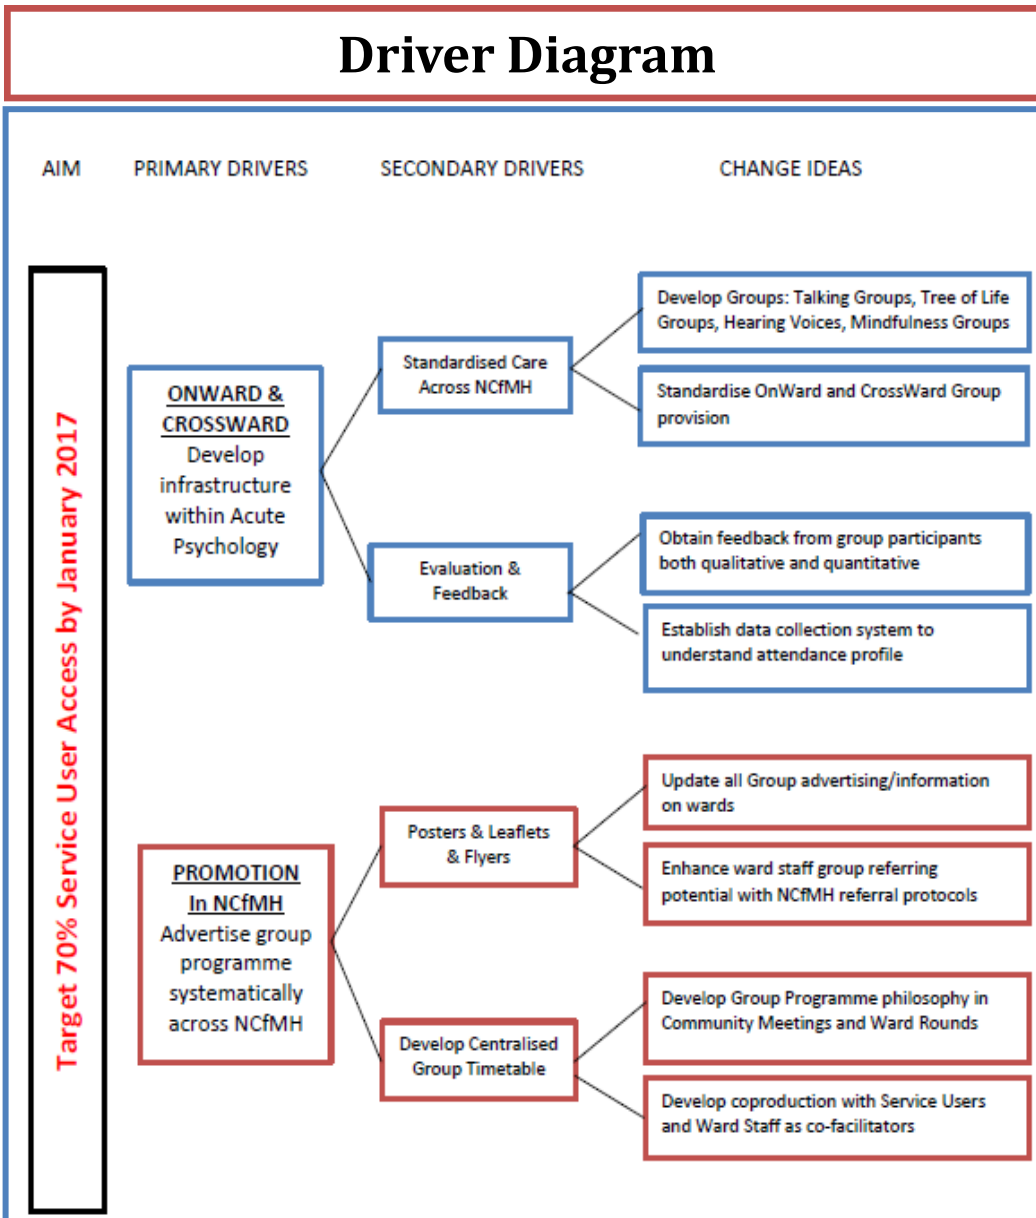 Driver Diagram
AIM
PRIMARY DRIVERS
SECONDARY DRIVERS
CHANGE IDEAS
Target 70% Service User Access by January 2017
ONWARD &
CROSSWARD
Develop
infrastructure
within Acute
Psychology
Standardised Care
Across NCfMH
Develop Groups: Talking Groups, Tree of Life
Groups, Hearing Voices, Mindfulness Groups
Standardise OnWard and CrossWard Group
provision
Evaluation &
Feedback
Obtain feedback from group participants
both qualitative and quantitative
Establish data collection system to
understand attendance profile
PROMOTION
In NCfMH
Advertise group
programme
systematically
across NCfMH
Posters & Leaflets
& Flyers
Update all Group advertising/information
on wards
Enhance ward staff group referring
potential with NCfMH referral protocols
Develop Centralised
Group Timetable
Develop Group Programme philosophy in
Community Meetings and Ward Rounds
Develop coproduction with Service Users
and Ward Staff as co-facilitators